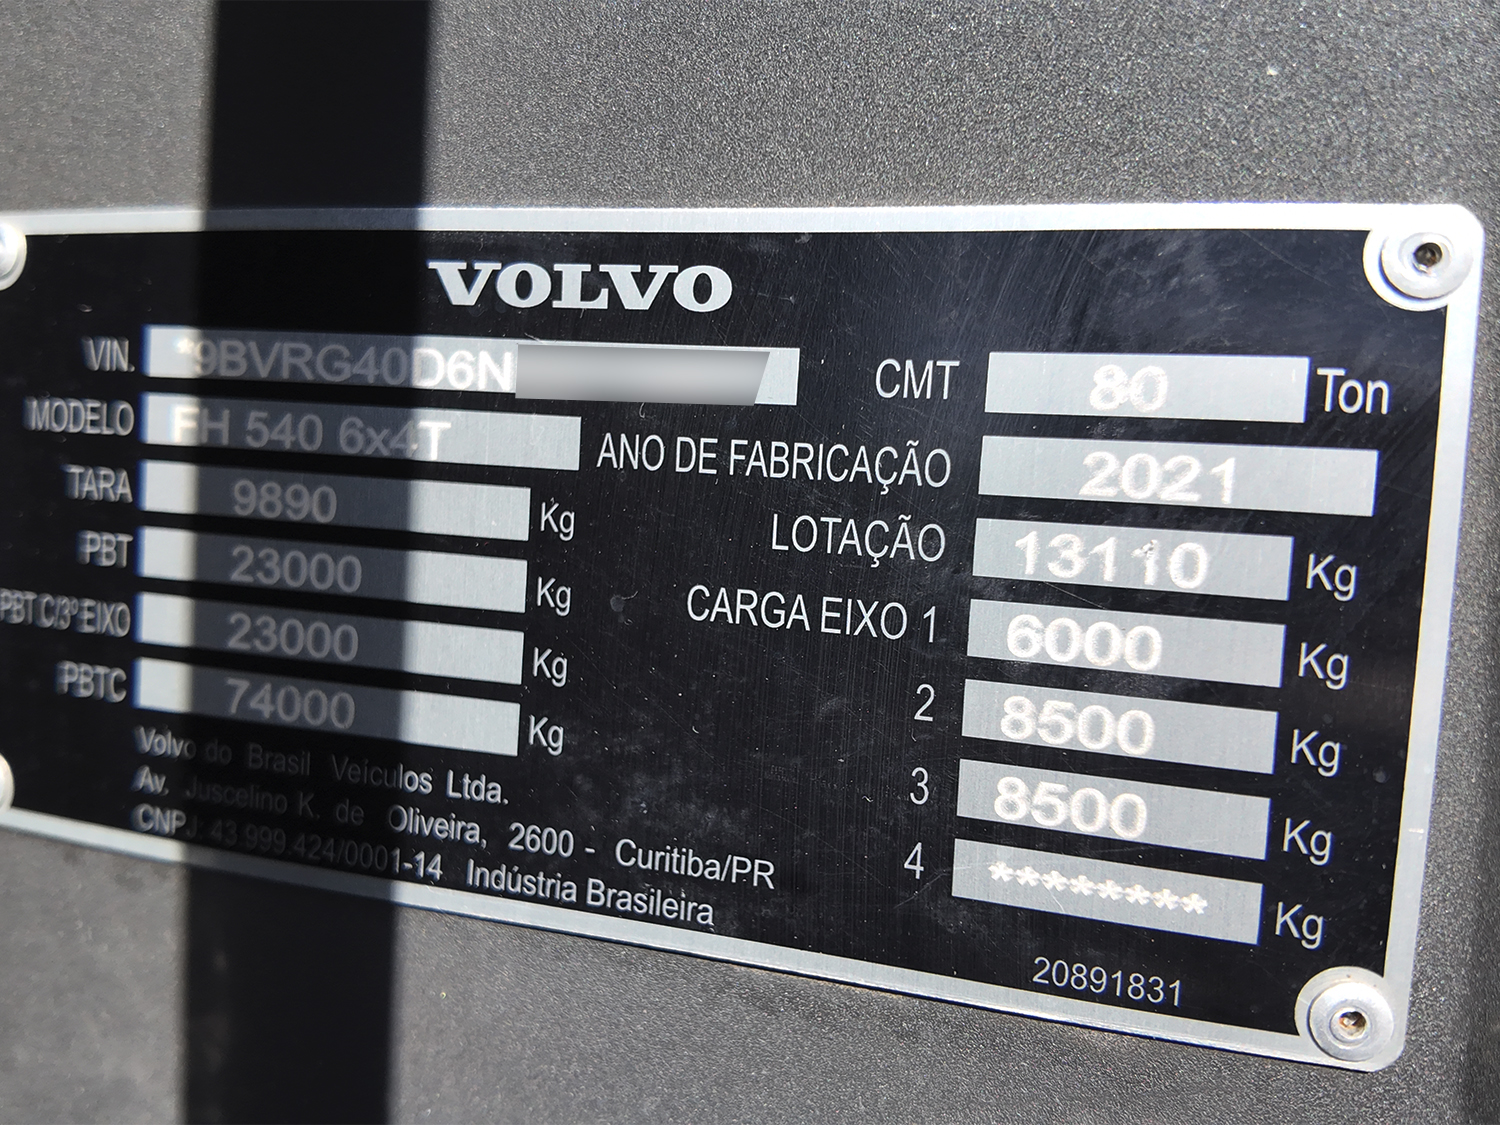 VOLVO
VIN. *9BVRG40D6N
CMT 80 Ton
MODELO FH 540 6x4T
ANO DE FABRICAÇÃO 2021
TARA 9890 Kg
LOTAÇÃO 13110 Kg
PBT 23000 Kg
CARGA EIXO 1 6000 Kg
PBT C/3º EIXO 23000 Kg
2 8500 Kg
PBTC 74000 Kg
3 8500 Kg
4 ******** Kg
Volvo do Brasil Veículos Ltda.
Av. Juscelino K. de Oliveira, 2600 - Curitiba/PR
CNPJ: 43.999.424/0001-14 Indústria Brasileira
20891831